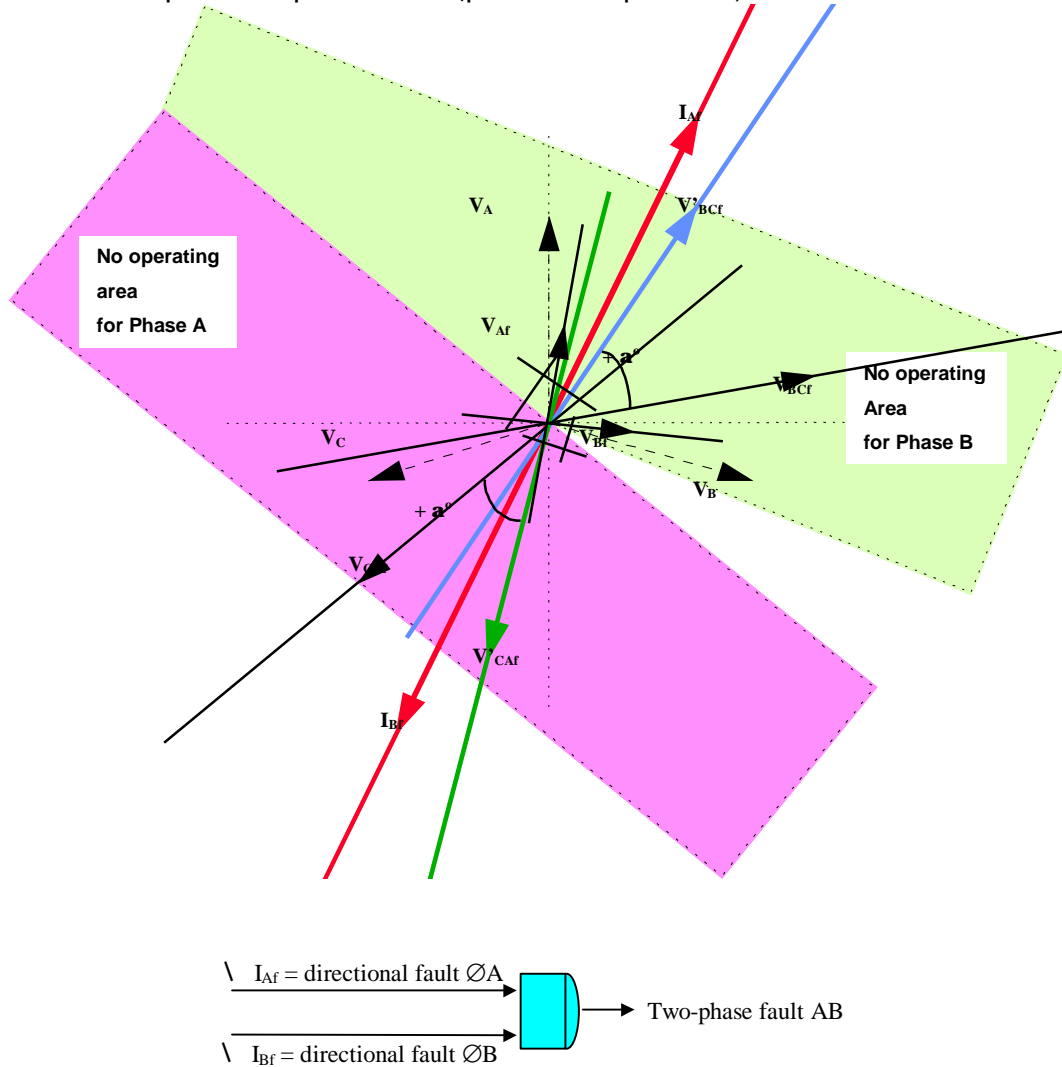 I_Af
V_A
V'_BCf
No operating
area
for Phase A
V_Af
+ a°
V_BCf
No operating
Area
for Phase B
V_C
V_Bf
V_B
+ a°
V'_CAf
I_Bf
\ I_Af = directional fault ∅A
Two-phase fault AB
\ I_Bf = directional fault ∅B